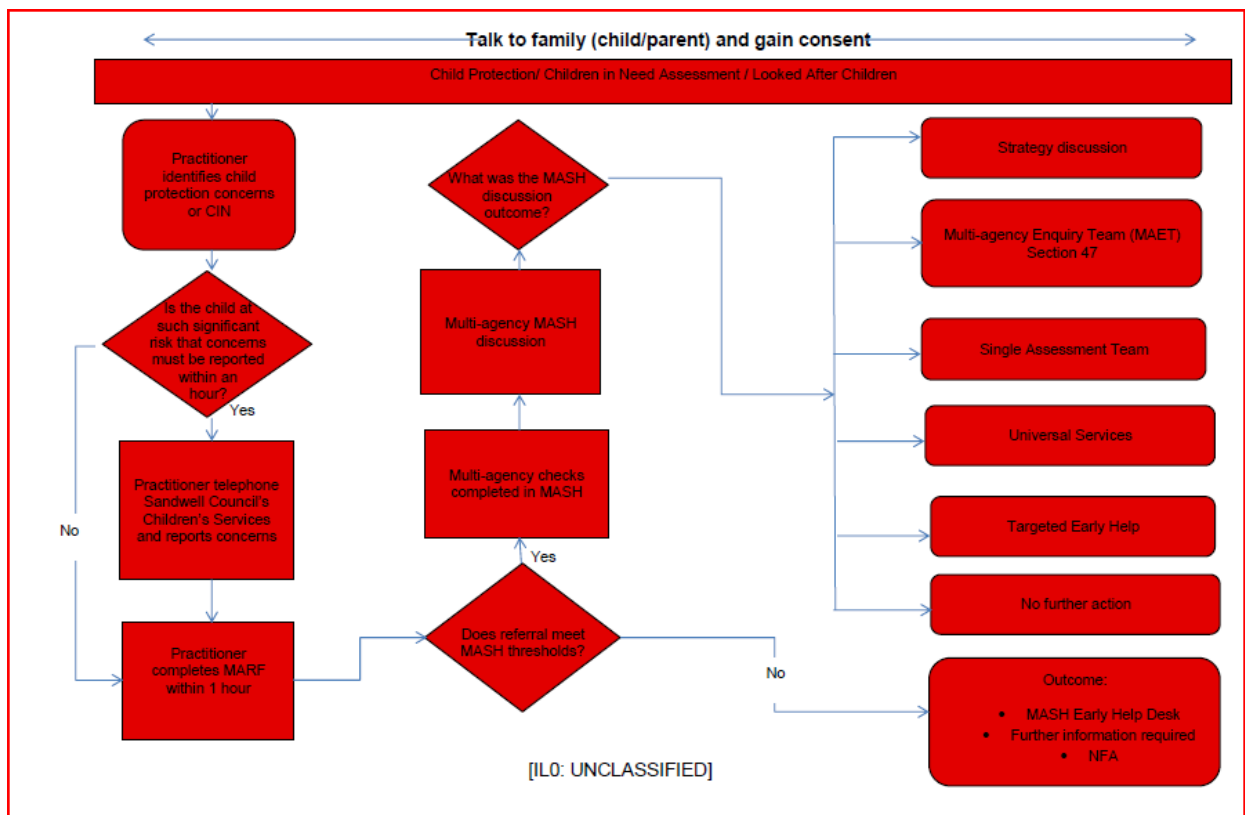 Talk to family (child/parent) and gain consent
Child Protection/ Children in Need Assessment / Looked After Children
Practitioner
identifies child
protection concerns
or CIN
Is the child at
such significant
risk that concerns
must be reported
within an
hour?
Yes
No
Practitioner telephone
Sandwell Council's
Children's Services
and reports concerns
Practitioner
completes MARF
within 1 hour
What was the MASH
discussion
outcome?
Multi-agency MASH
discussion
Multi-agency checks
completed in MASH
Yes
Does referral meet
MASH thresholds?
No
Strategy discussion
Multi-agency Enquiry Team (MAET)
Section 47
Single Assessment Team
Universal Services
Targeted Early Help
No further action
Outcome:
• MASH Early Help Desk
• Further information required
• NFA
[IL0: UNCLASSIFIED]